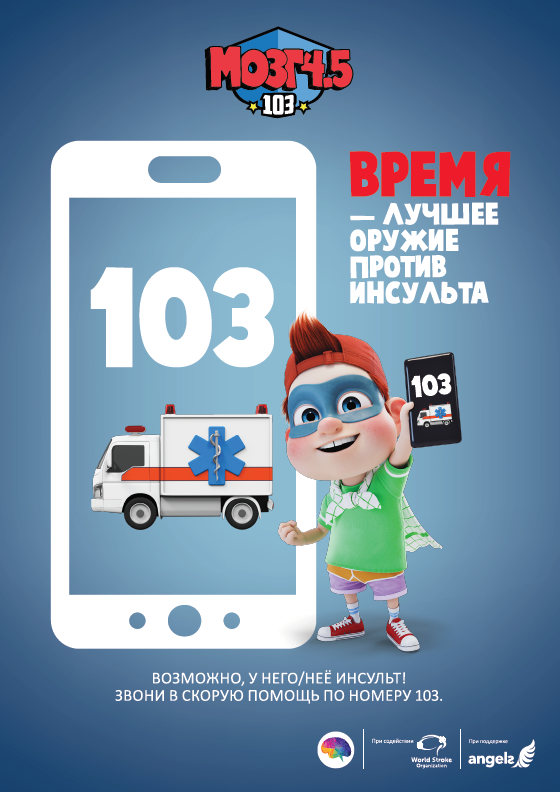 МОЗГ4.5
103
ВРЕМЯ
— ЛУЧШЕЕ
ОРУЖИЕ
ПРОТИВ
ИНСУЛЬТА
103
103
ВОЗМОЖНО, У НЕГО/НЕЁ ИНСУЛЬТ!
ЗВОНИ В СКОРУЮ ПОМОЩЬ ПО НОМЕРУ 103.
При содействии
World Stroke
Organization
При поддержке
angels